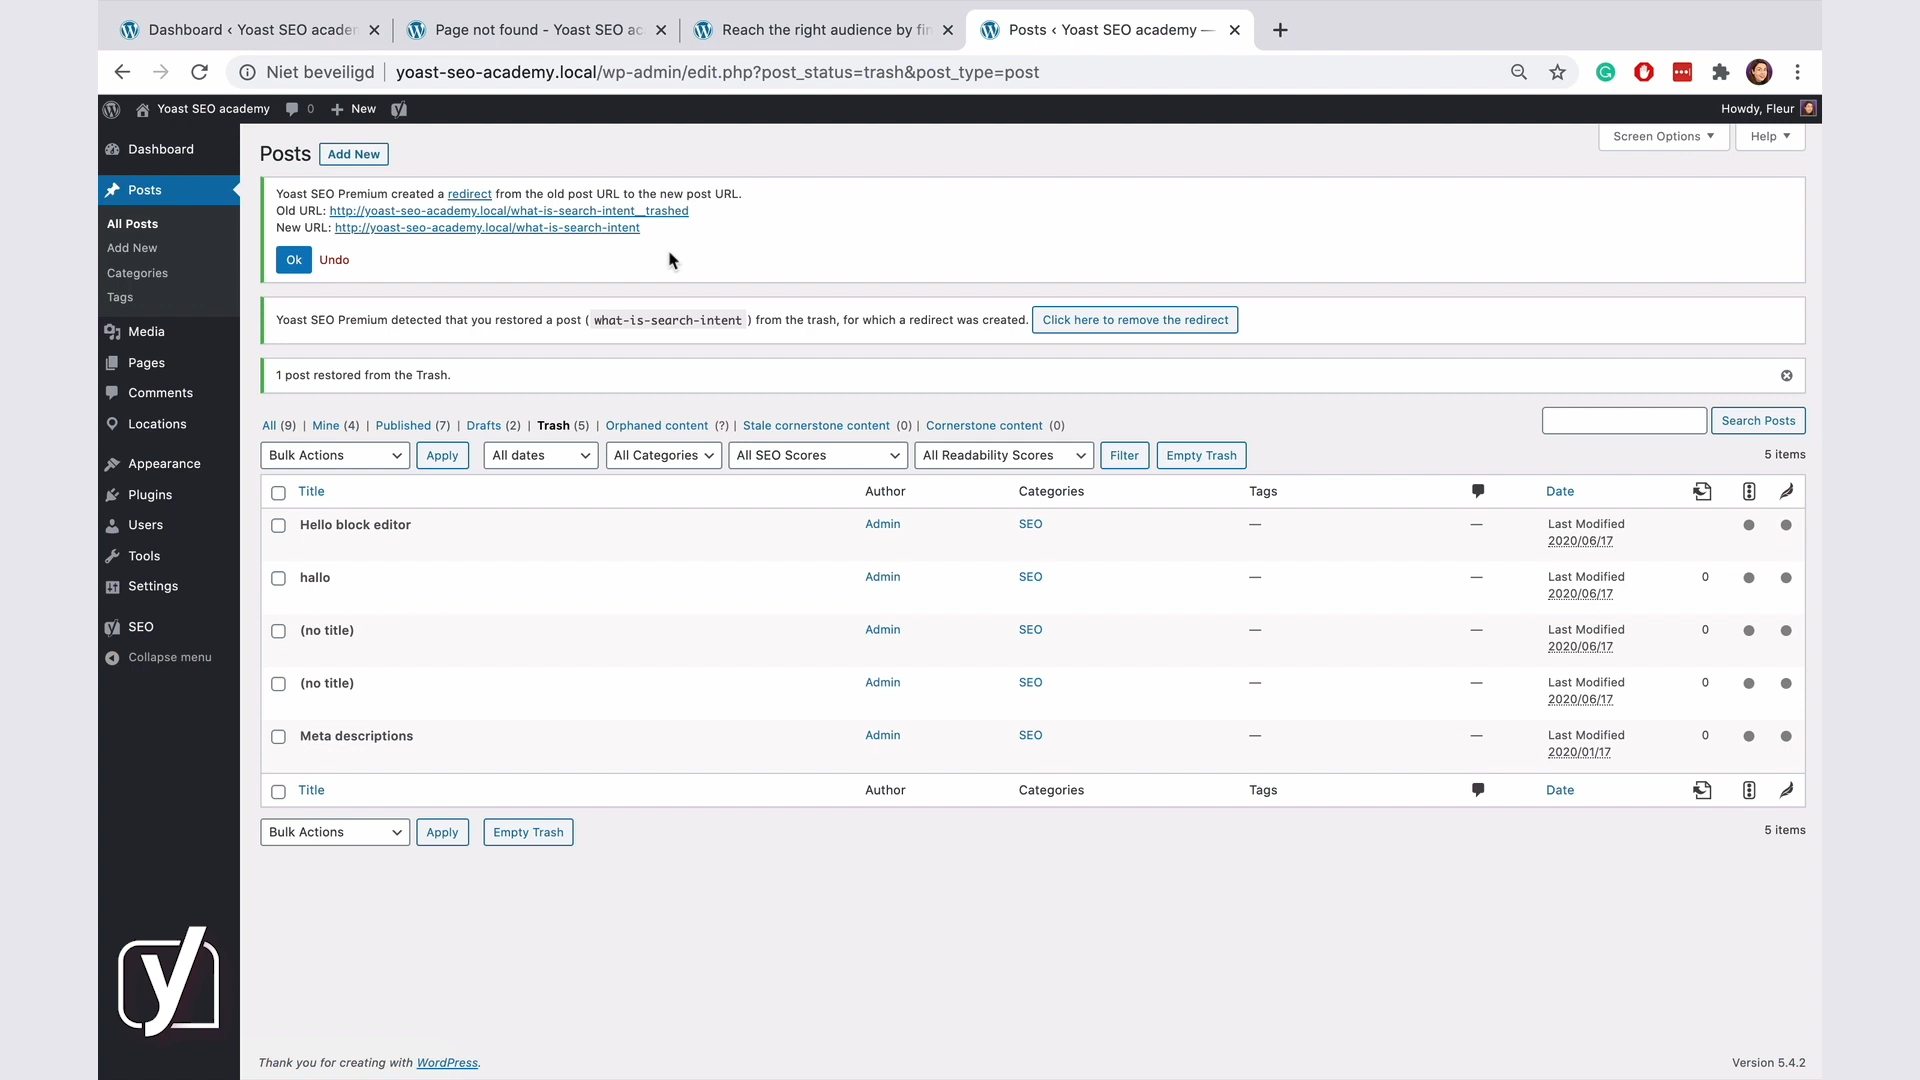 Dashboard ‹ Yoast SEO acader
Page not found - Yoast SEO ac
Reach the right audience by fin
Posts ‹ Yoast SEO academy —
Niet beveiligd yoast-seo-academy.local/wp-admin/edit.php?post_status=trash&post_type=post
Yoast SEO academy 0 New Howdy, Fleur
Dashboard
Posts
All Posts
Add New
Categories
Tags
Media
Pages
Comments
Locations
Appearance
Plugins
Users
Tools
Settings
SEO
Collapse menu
Screen Options Help
Posts Add New
Yoast SEO Premium created a redirect from the old post URL to the new post URL.
Old URL: http://yoast-seo-academy.local/what-is-search-intent__trashed
New URL: http://yoast-seo-academy.local/what-is-search-intent
Ok Undo
Yoast SEO Premium detected that you restored a post ( what-is-search-intent ) from the trash, for which a redirect was created. Click here to remove the redirect
1 post restored from the Trash.
All (9) | Mine (4) | Published (7) | Drafts (2) | Trash (5) | Orphaned content (?) | Stale cornerstone content (0) | Cornerstone content (0)
Search Posts
Bulk Actions Apply All dates All Categories All SEO Scores All Readability Scores Filter Empty Trash 5 items
Title Author Categories Tags Date
Hello block editor Admin SEO — — Last Modified
2020/06/17
hallo Admin SEO — — Last Modified 0
2020/06/17
(no title) Admin SEO — — Last Modified 0
2020/06/17
(no title) Admin SEO — — Last Modified 0
2020/06/17
Meta descriptions Admin SEO — — Last Modified 0
2020/01/17
Title Author Categories Tags Date
Bulk Actions Apply Empty Trash 5 items
Thank you for creating with WordPress. Version 5.4.2